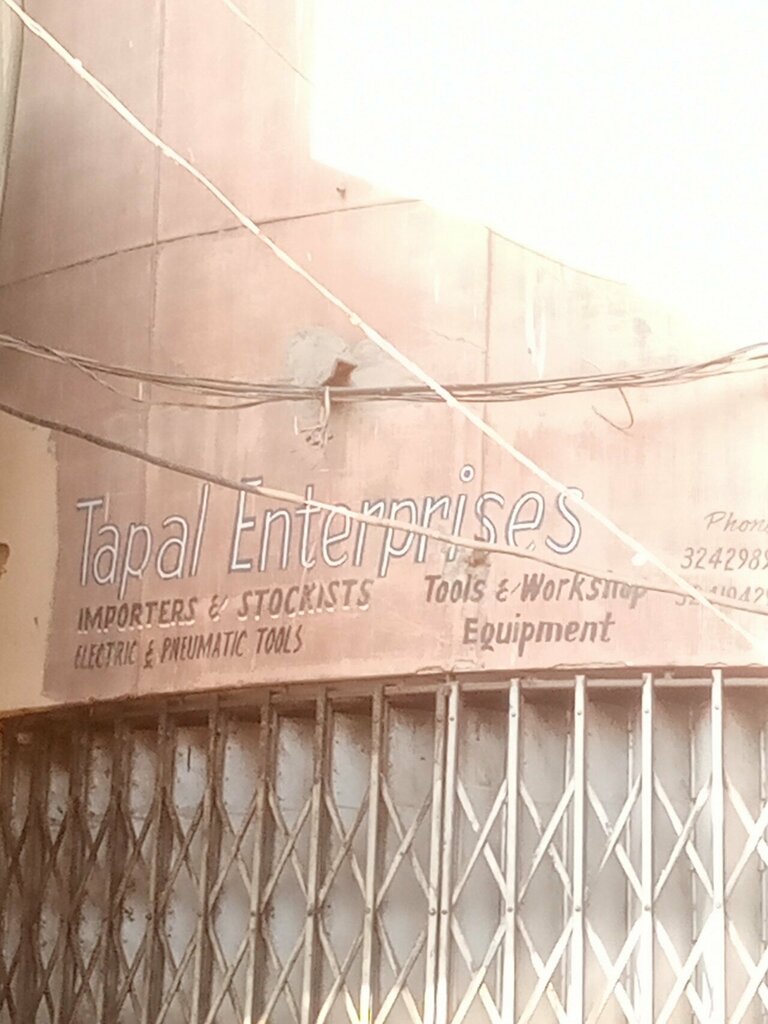 Tapal Enterprises
IMPORTERS & STOCKISTS
ELECTRIC & PNEUMATIC TOOLS
Tools & Workshop
Equipment